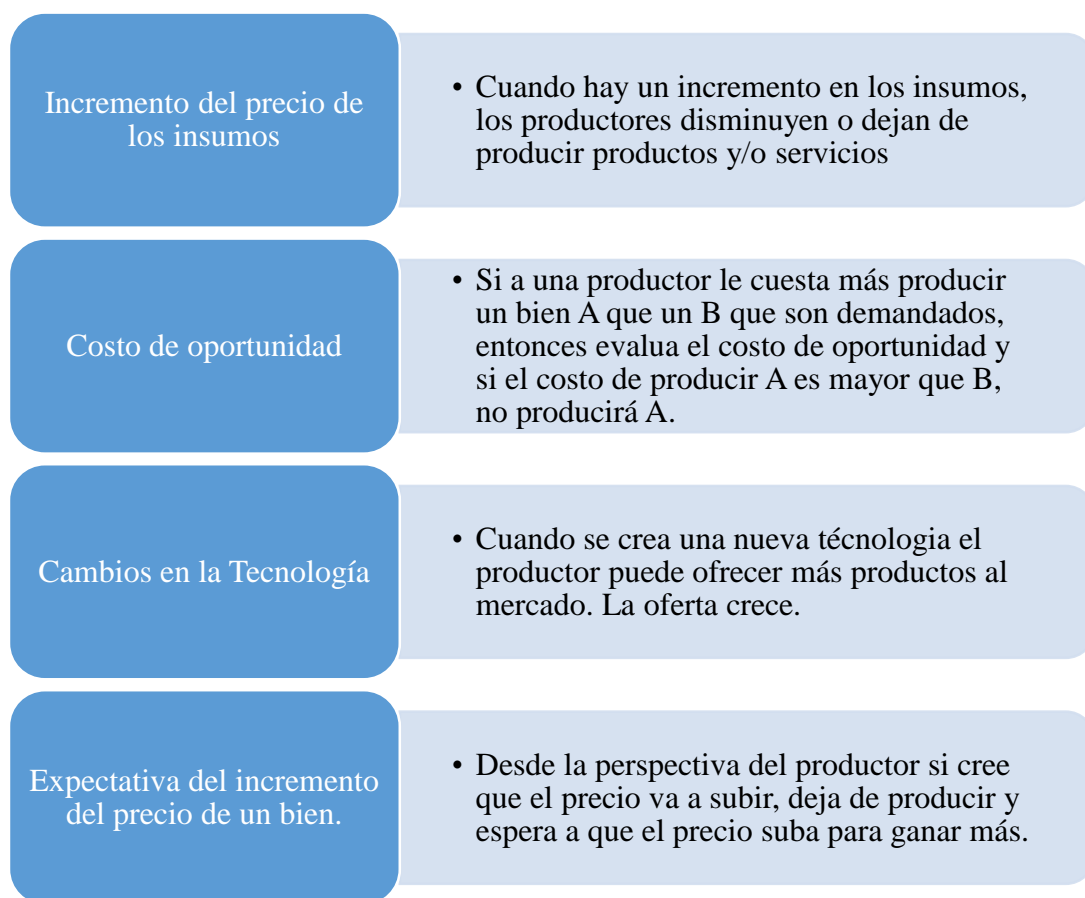 Incremento del precio de
los insumos
• Cuando hay un incremento en los insumos,
los productores disminuyen o dejan de
producir productos y/o servicios
Costo de oportunidad
• Si a una productor le cuesta más producir
un bien A que un B que son demandados,
entonces evalua el costo de oportunidad y
si el costo de producir A es mayor que B,
no producirá A.
Cambios en la Tecnología
• Cuando se crea una nueva técnologia el
productor puede ofrecer más productos al
mercado. La oferta crece.
Expectativa del incremento
del precio de un bien.
• Desde la perspectiva del productor si cree
que el precio va a subir, deja de producir y
espera a que el precio suba para ganar más.